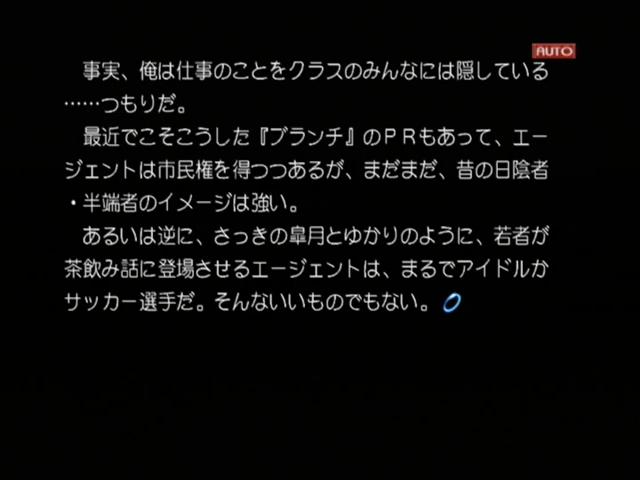 AUTO
事実、俺は仕事のことをクラスのみんなには隠している
……つもりだ。
最近でこそこうした『ブランチ』のＰＲもあって、エー
ジェントは市民権を得つつあるが、まだまだ、昔の日陰者
・半端者のイメージは強い。
あるいは逆に、さっきの皐月とゆかりのように、若者が
茶飲み話に登場させるエージェントは、まるでアイドルか
サッカー選手だ。そんないいものでもない。